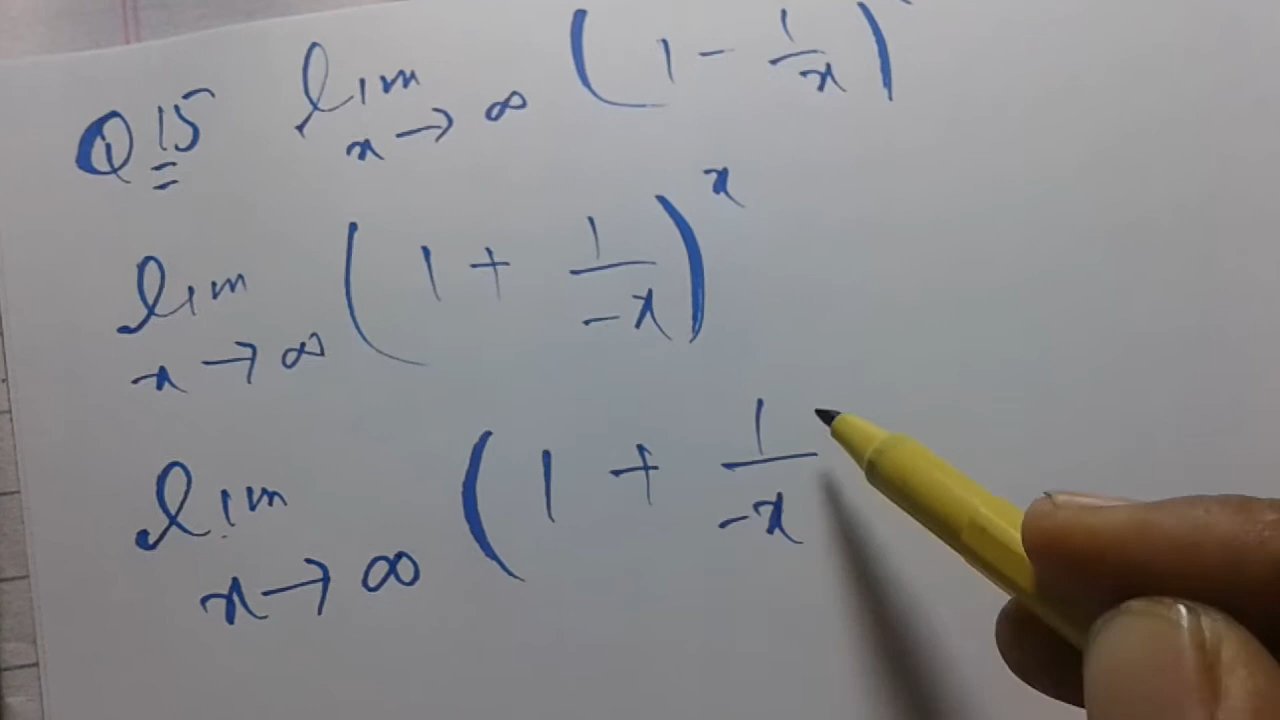 Q15 lim x→∞ (1 - 1/x)
lim x→∞ (1 + 1/-x)^x
lim x→∞ (1 + 1/-x